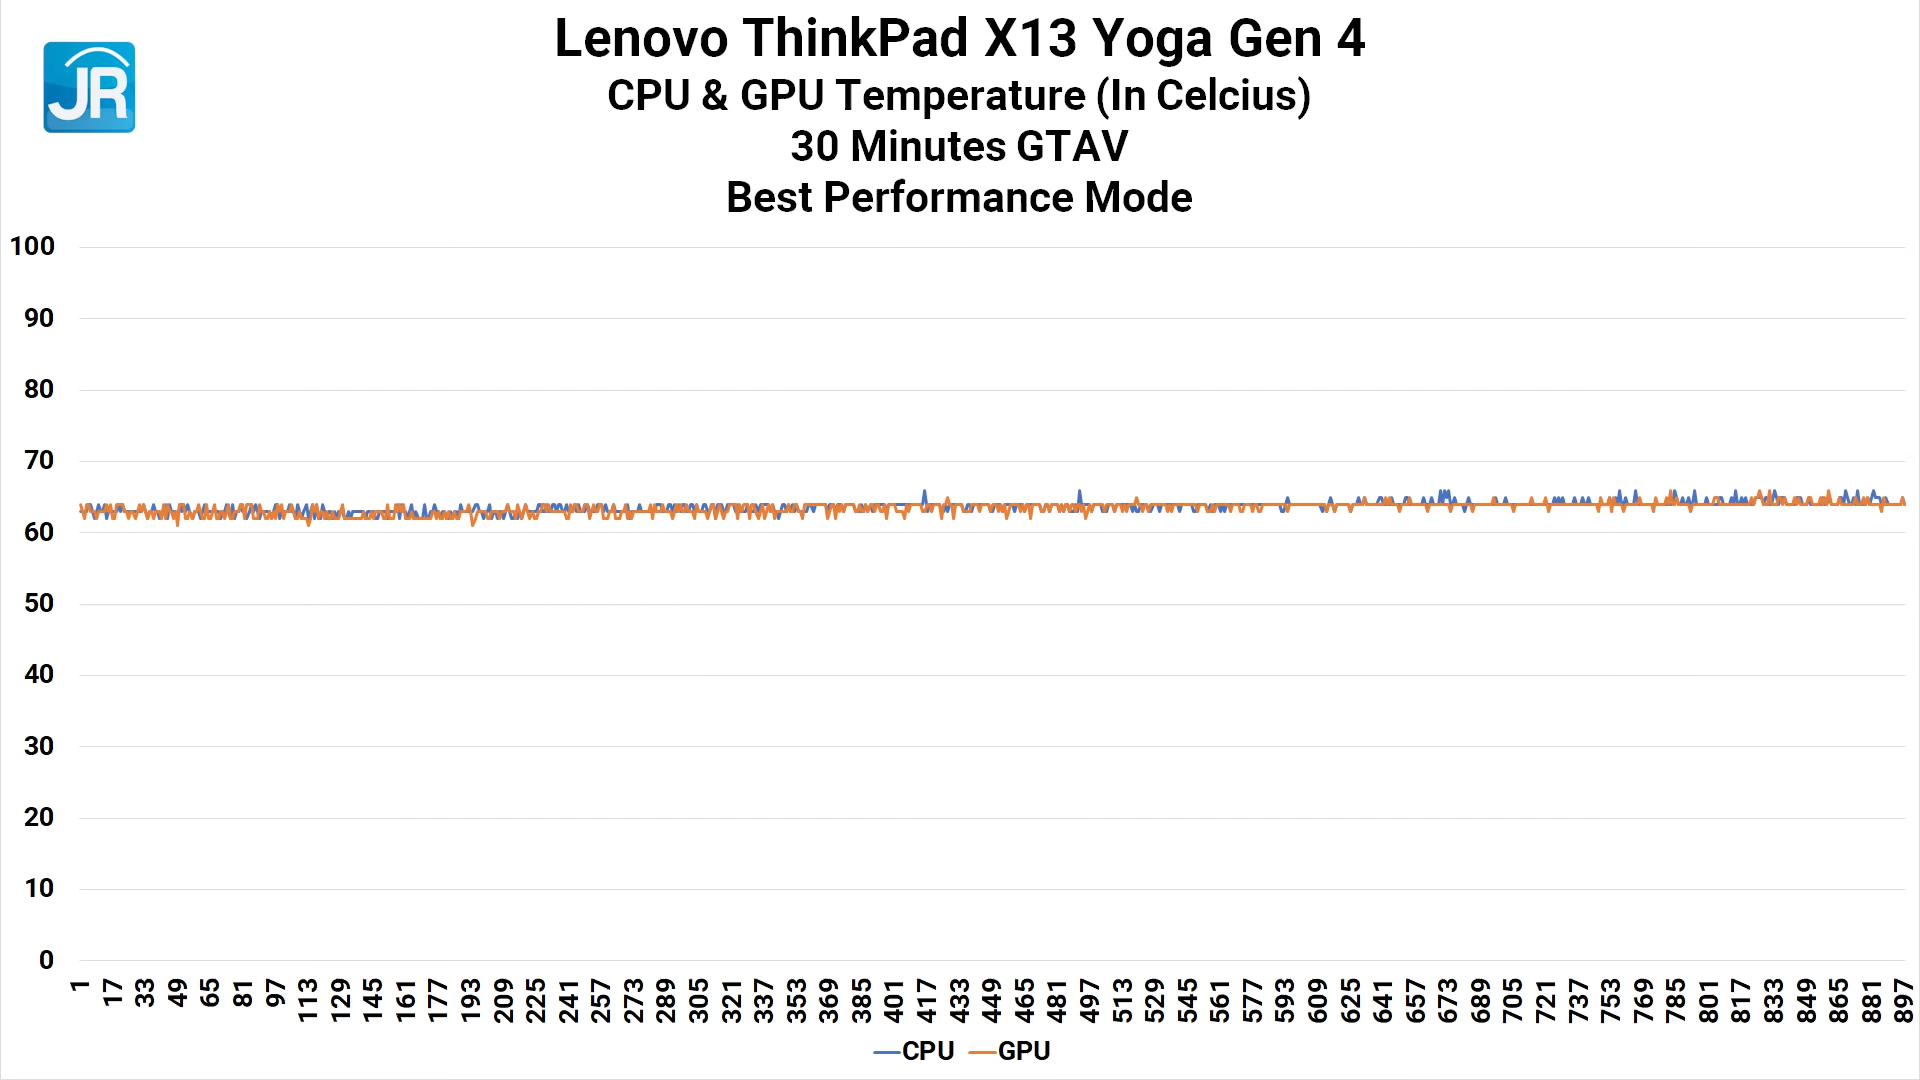 JR
Lenovo ThinkPad X13 Yoga Gen 4
CPU & GPU Temperature (In Celcius)
30 Minutes GTAV
Best Performance Mode
100
90
80
70
60
50
40
30
20
10
0
1 17 33 49 65 81 97 113 129 145 161 177 193 209 225 241 257 273 289 305 321 337 353 369 385 401 417 433 449 465 481 497 513 529 545 561 577 593 609 625 641 657 673 689 705 721 737 753 769 785 801 817 833 849 865 881 897
CPU GPU